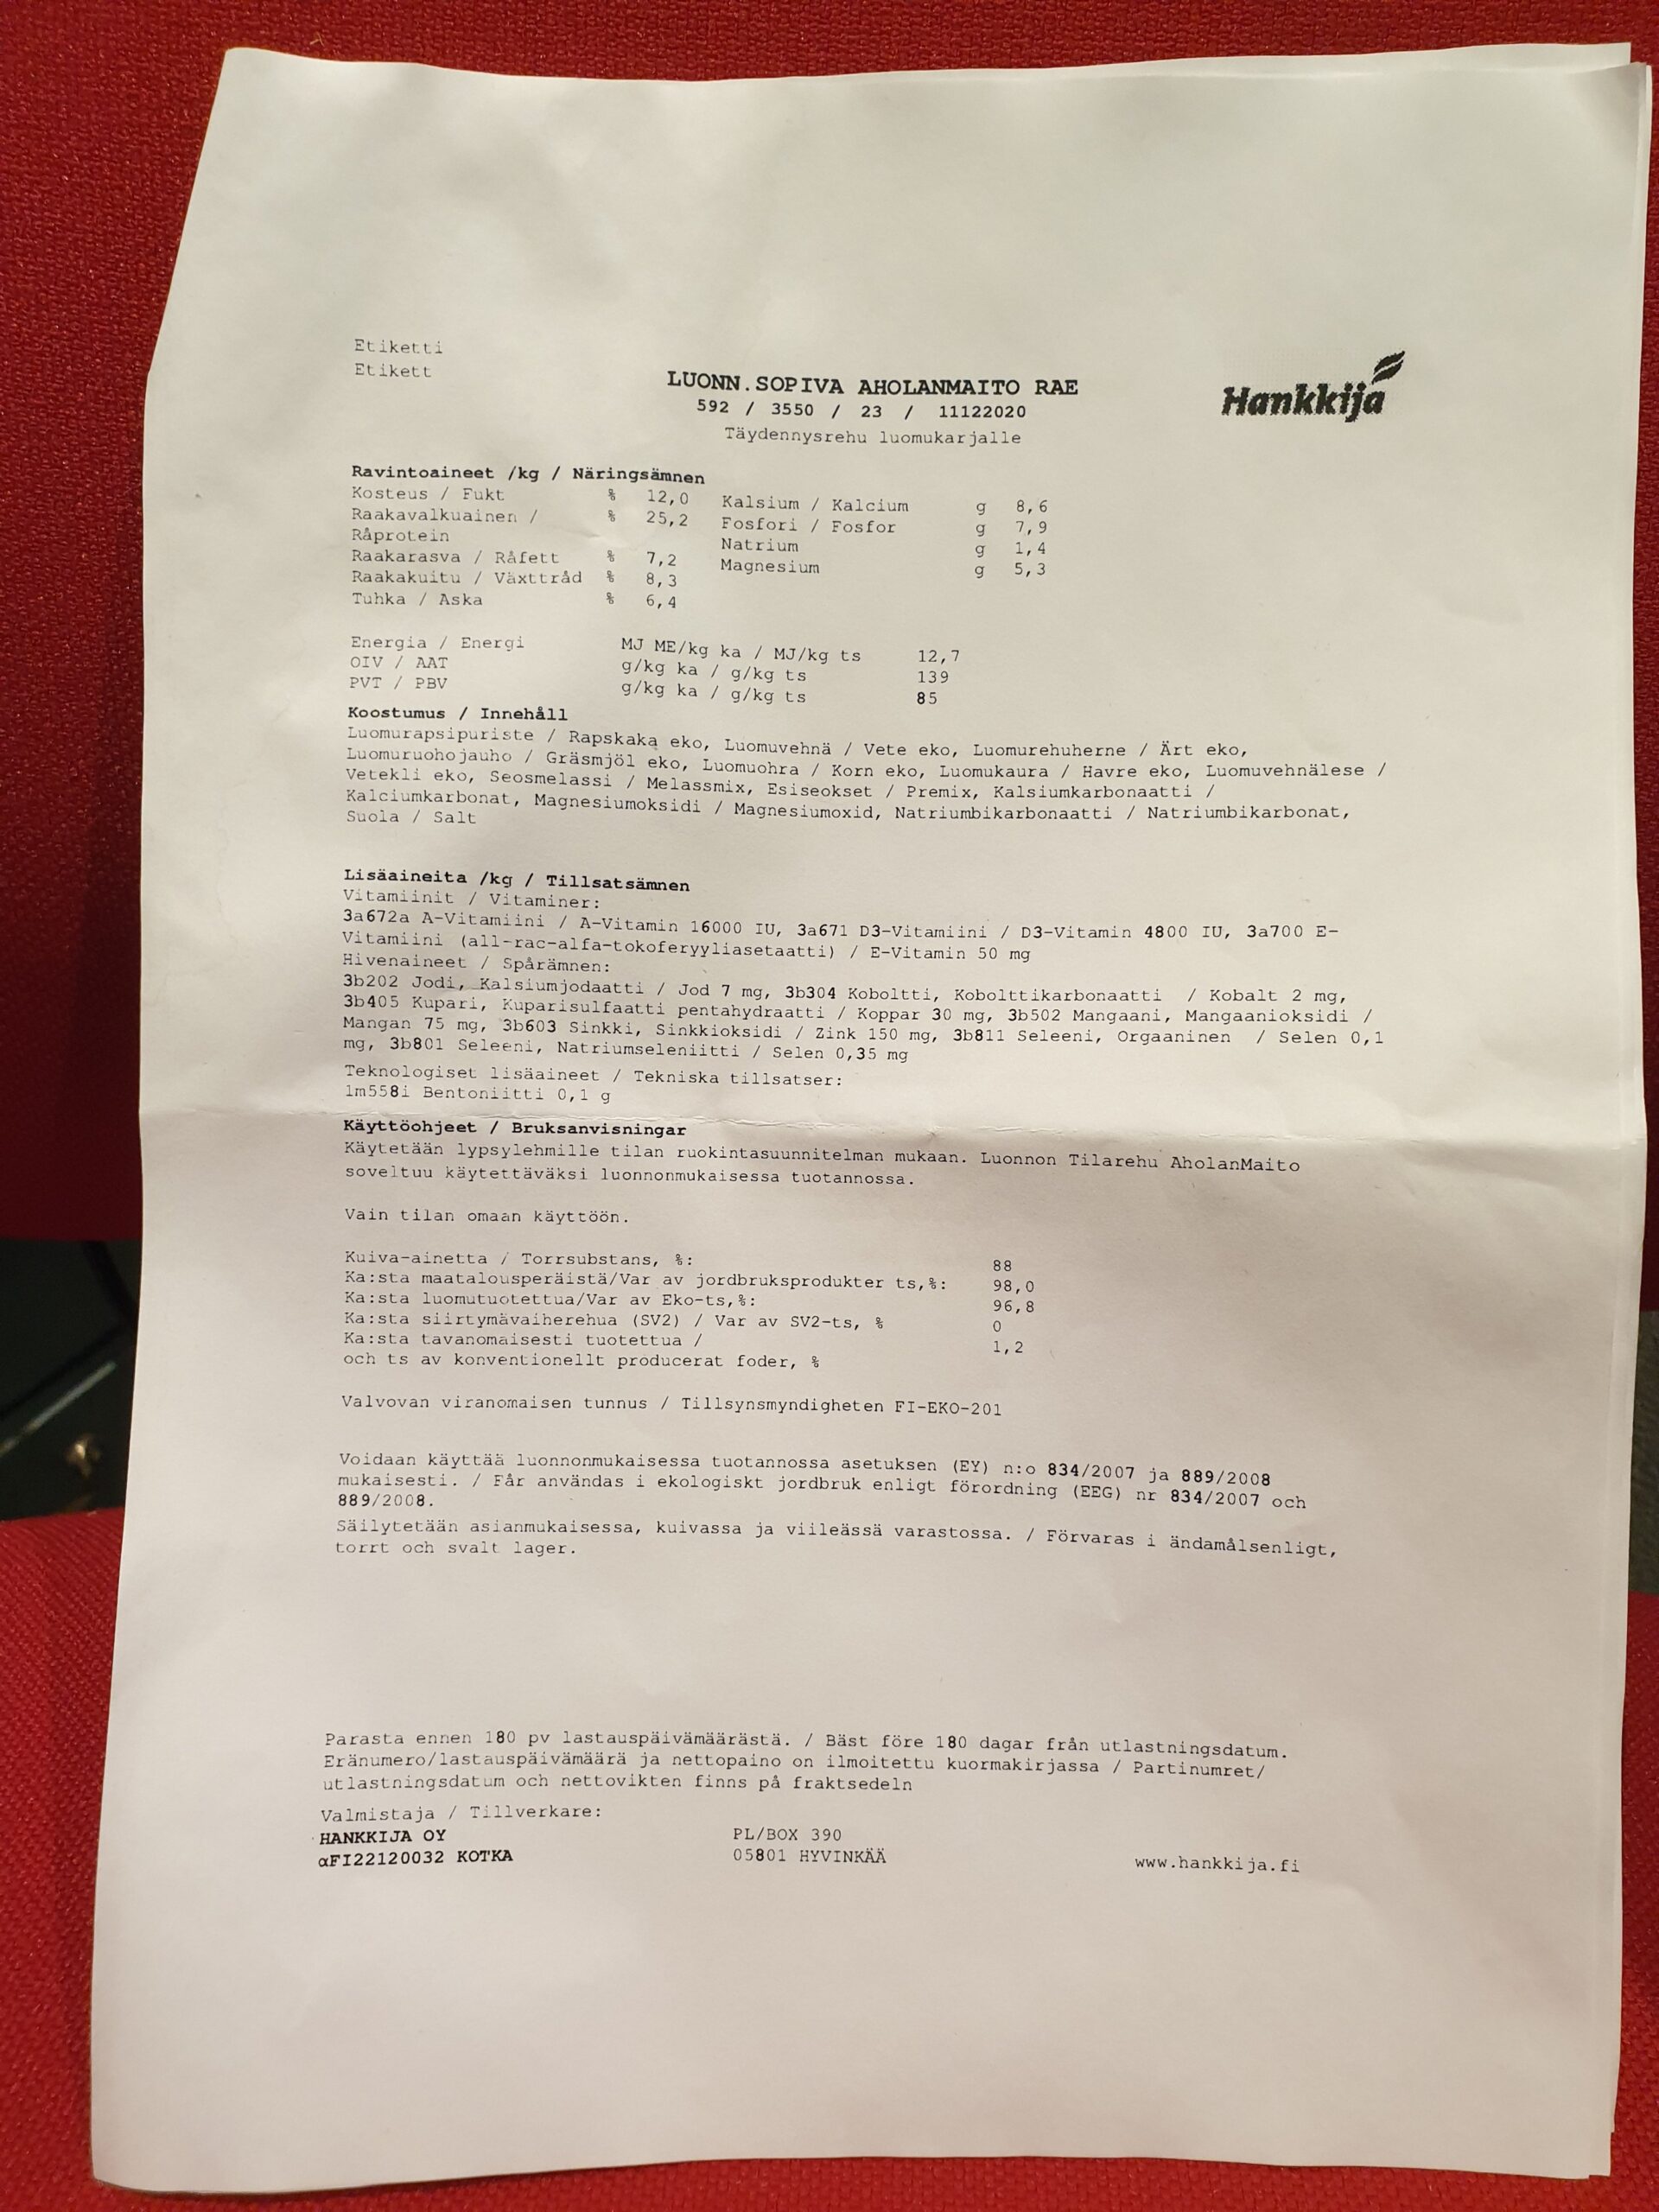 Etiketti
Etikett
LUONN.SOPIVA AHOLANMAITO RAE
Hankkija
592 / 3550 / 23 / 11122020
Täydennysrehu luomukarjalle
Ravintoaineet /kg / Näringsämnen
Kosteus / Fukt % 12,0 Kalsium / Kalcium g 8,6
Raakavalkuainen / % 25,2 Fosfori / Fosfor g 7,9
Råprotein Natrium g 1,4
Raakarasva / Råfett % 7,2 Magnesium g 5,3
Raakakuitu / Växttråd % 8,3
Tuhka / Aska % 6,4
Energia / Energi MJ ME/kg ka / MJ/kg ts 12,7
OIV / AAT g/kg ka / g/kg ts 139
PVT / PBV g/kg ka / g/kg ts 85
Koostumus / Innehåll
Luomurapsipuriste / Rapskaka eko, Luomuvehnä / Vete eko, Luomurehuherne / Ärt eko,
Luomuruohojauho / Gräsmjöl eko, Luomuohra / Korn eko, Luomukaura / Havre eko, Luomuvehnälese /
Vetekli eko, Seosmelassi / Melassmix, Esiseokset / Premix, Kalsiumkarbonaatti /
Kalciumkarbonat, Magnesiumoksidi / Magnesiumoxid, Natriumbikarbonaatti / Natriumbikarbonat,
Suola / Salt
Lisäaineita /kg / Tillsatsämnen
Vitamiinit / Vitaminer:
3a672a A-Vitamiini / A-Vitamin 16000 IU, 3a671 D3-Vitamiini / D3-Vitamin 4800 IU, 3a700 E-
Vitamiini (all-rac-alfa-tokoferyyliasetaatti) / E-Vitamin 50 mg
Hivenaineet / Spårämnen:
3b202 Jodi, Kalsiumjodaatti / Jod 7 mg, 3b304 Koboltti, Kobolttikarbonaatti / Kobalt 2 mg,
3b405 Kupari, Kuparisulfaatti pentahydraatti / Koppar 30 mg, 3b502 Mangaani, Mangaanioksidi /
Mangan 75 mg, 3b603 Sinkki, Sinkkioksidi / Zink 150 mg, 3b811 Seleeni, Orgaaninen / Selen 0,1
mg, 3b801 Seleeni, Natriumseleniitti / Selen 0,35 mg
Teknologiset lisäaineet / Tekniska tillsatser:
1m558i Bentoniitti 0,1 g
Käyttöohjeet / Bruksanvisningar
Käytetään lypsylehmille tilan ruokintasuunnitelman mukaan. Luonnon Tilarehu AholanMaito
soveltuu käytettäväksi luonnonmukaisessa tuotannossa.
Vain tilan omaan käyttöön.
Kuiva-ainetta / Torrsubstans, %: 88
Ka:sta maatalousperäistä/Var av jordbruksprodukter ts,%: 98,0
Ka:sta luomutuotettua/Var av Eko-ts,%: 96,8
Ka:sta siirtymävaiherehua (SV2) / Var av SV2-ts, % 0
Ka:sta tavanomaisesti tuotettua / 1,2
och ts av konventionellt producerat foder, %
Valvovan viranomaisen tunnus / Tillsynsmyndigheten FI-EKO-201
Voidaan käyttää luonnonmukaisessa tuotannossa asetuksen (EY) n:o 834/2007 ja 889/2008
mukaisesti. / Får användas i ekologiskt jordbruk enligt förordning (EEG) nr 834/2007 och
889/2008.
Säilytetään asianmukaisessa, kuivassa ja viileässä varastossa. / Förvaras i ändamålsenligt,
torrt och svalt lager.
Parasta ennen 180 pv lastauspäivämäärästä. / Bäst före 180 dagar från utlastningsdatum.
Eränumero/lastauspäivämäärä ja nettopaino on ilmoitettu kuormakirjassa / Partinumret/
utlastningsdatum och nettovikten finns på fraktsedeln
Valmistaja / Tillverkare:
HANKKIJA OY PL/BOX 390
αFI22120032 KOTKA 05801 HYVINKÄÄ www.hankkija.fi